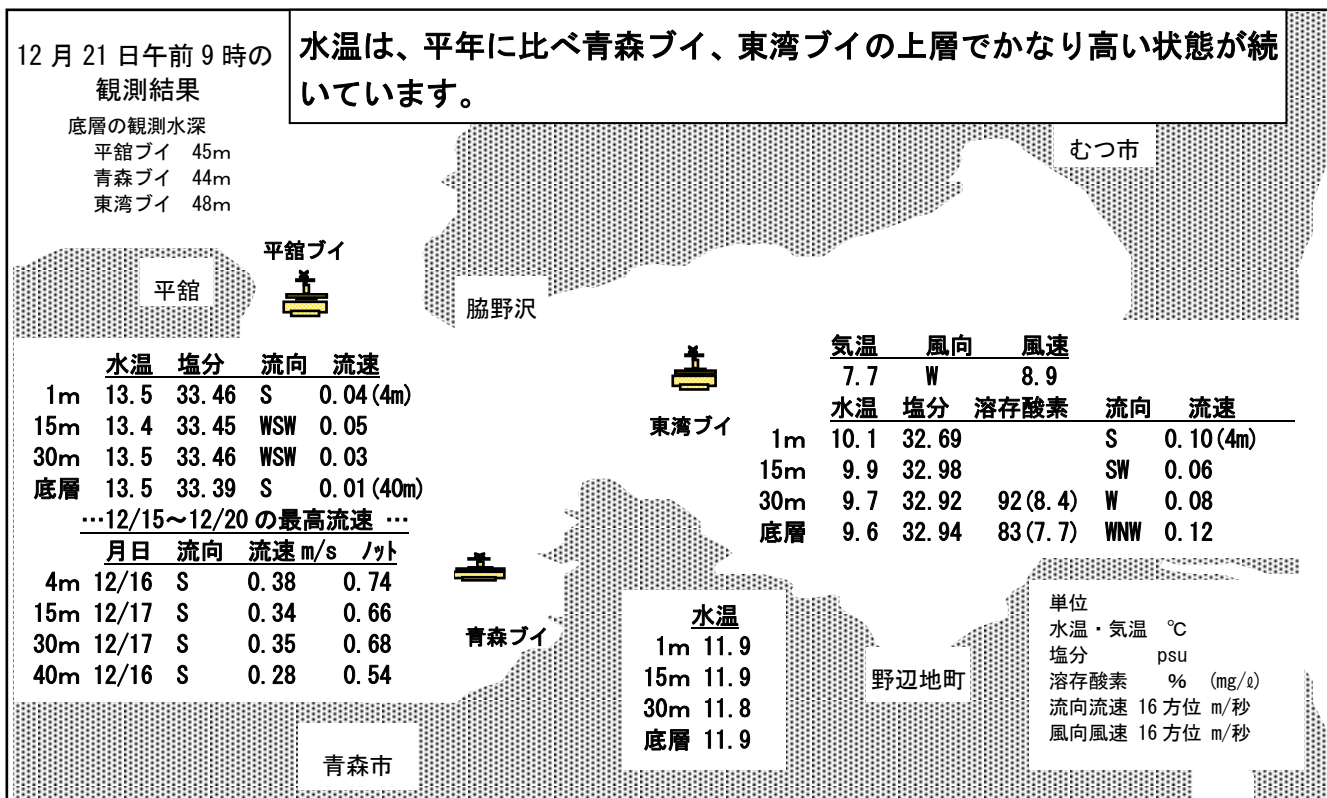 12 月 21 日午前 9 時の
観測結果
底層の観測水深
平舘ブイ 45m
青森ブイ 44m
東湾ブイ 48m
水温は、平年に比べ青森ブイ、東湾ブイの上層でかなり高い状態が続
いています。
むつ市
平舘ブイ
平舘
脇野沢
水温 塩分 流向 流速
1m 13.5 33.46 S 0.04(4m)
15m 13.4 33.45 WSW 0.05
30m 13.5 33.46 WSW 0.03
底層 13.5 33.39 S 0.01(40m)
…12/15～12/20 の最高流速 …
月日 流向 流速 m/s ノット
4m 12/16 S 0.38 0.74
15m 12/17 S 0.34 0.66
30m 12/17 S 0.35 0.68
40m 12/16 S 0.28 0.54
東湾ブイ
気温 風向 風速
7.7 W 8.9
水温 塩分 溶存酸素 流向 流速
1m 10.1 32.69 S 0.10(4m)
15m 9.9 32.98 SW 0.06
30m 9.7 32.92 92(8.4) W 0.08
底層 9.6 32.94 83(7.7) WNW 0.12
青森ブイ
水温
1m 11.9
15m 11.9
30m 11.8
底層 11.9
野辺地町
青森市
単位
水温・気温 ℃
塩分 psu
溶存酸素 % (mg/ℓ)
流向流速 16 方位 m/秒
風向風速 16 方位 m/秒